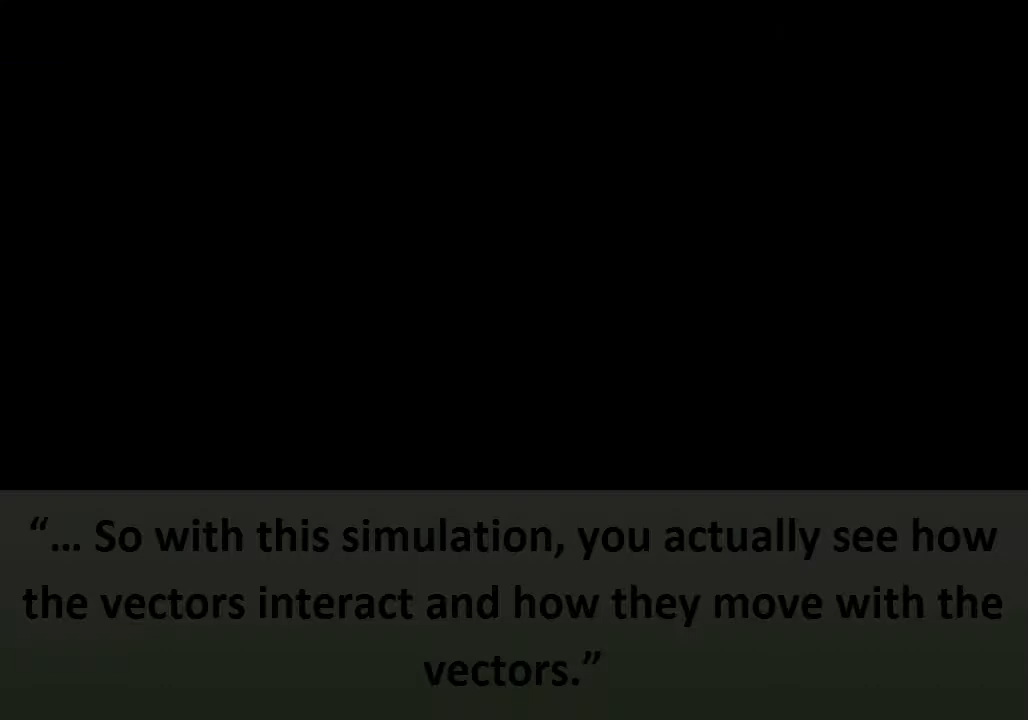 “… So with this simulation, you actually see how
the vectors interact and how they move with the
vectors.”